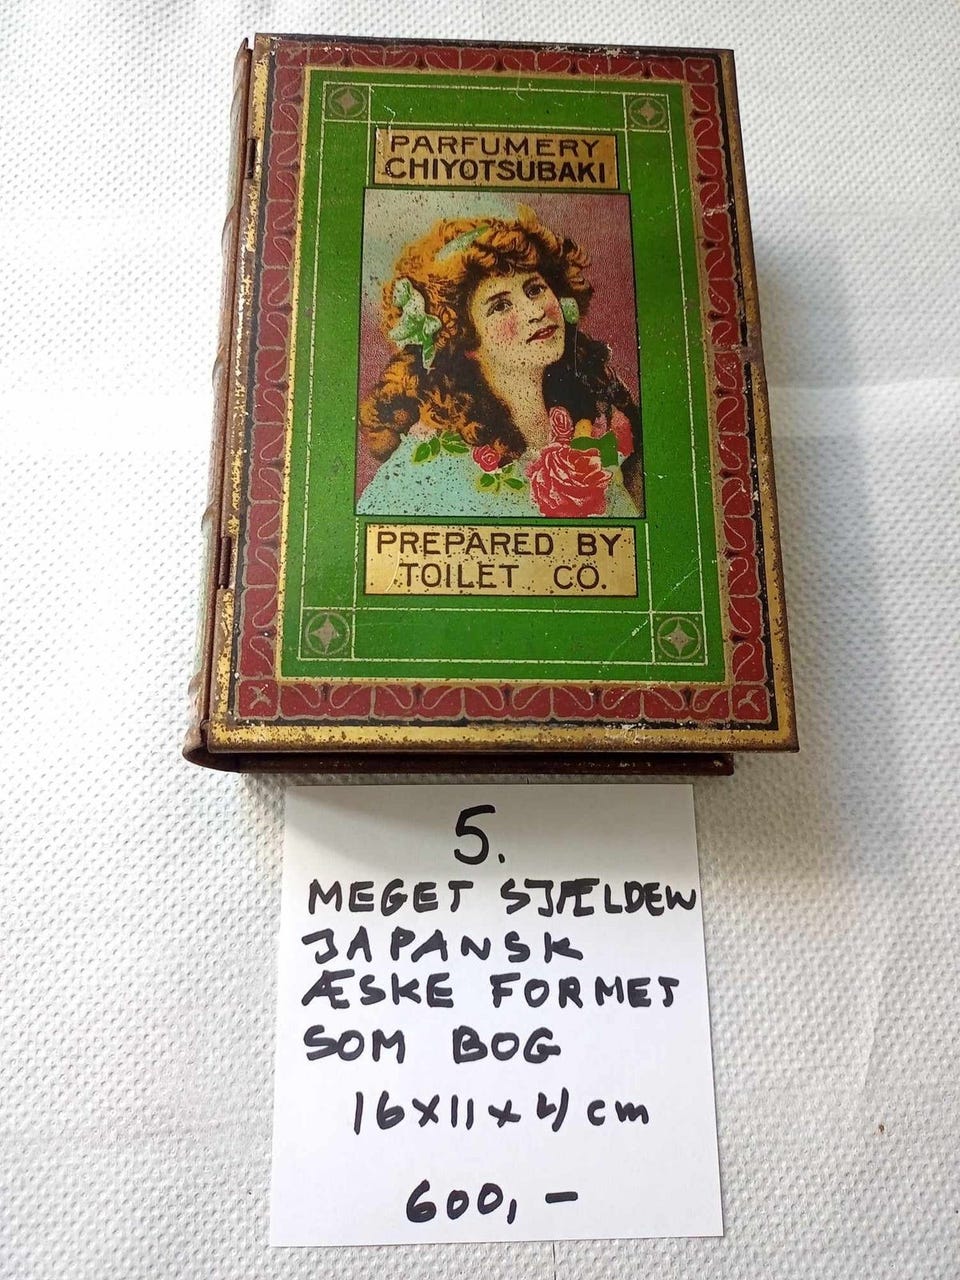 PARFUMERY
CHIYOTSUBAKI
PREPARED BY
TOILET CO.
5.
MEGET SJÆLDEN
JAPANSK
ÆSKE FORMET
SOM BOG
16x11x4 cm
600,-